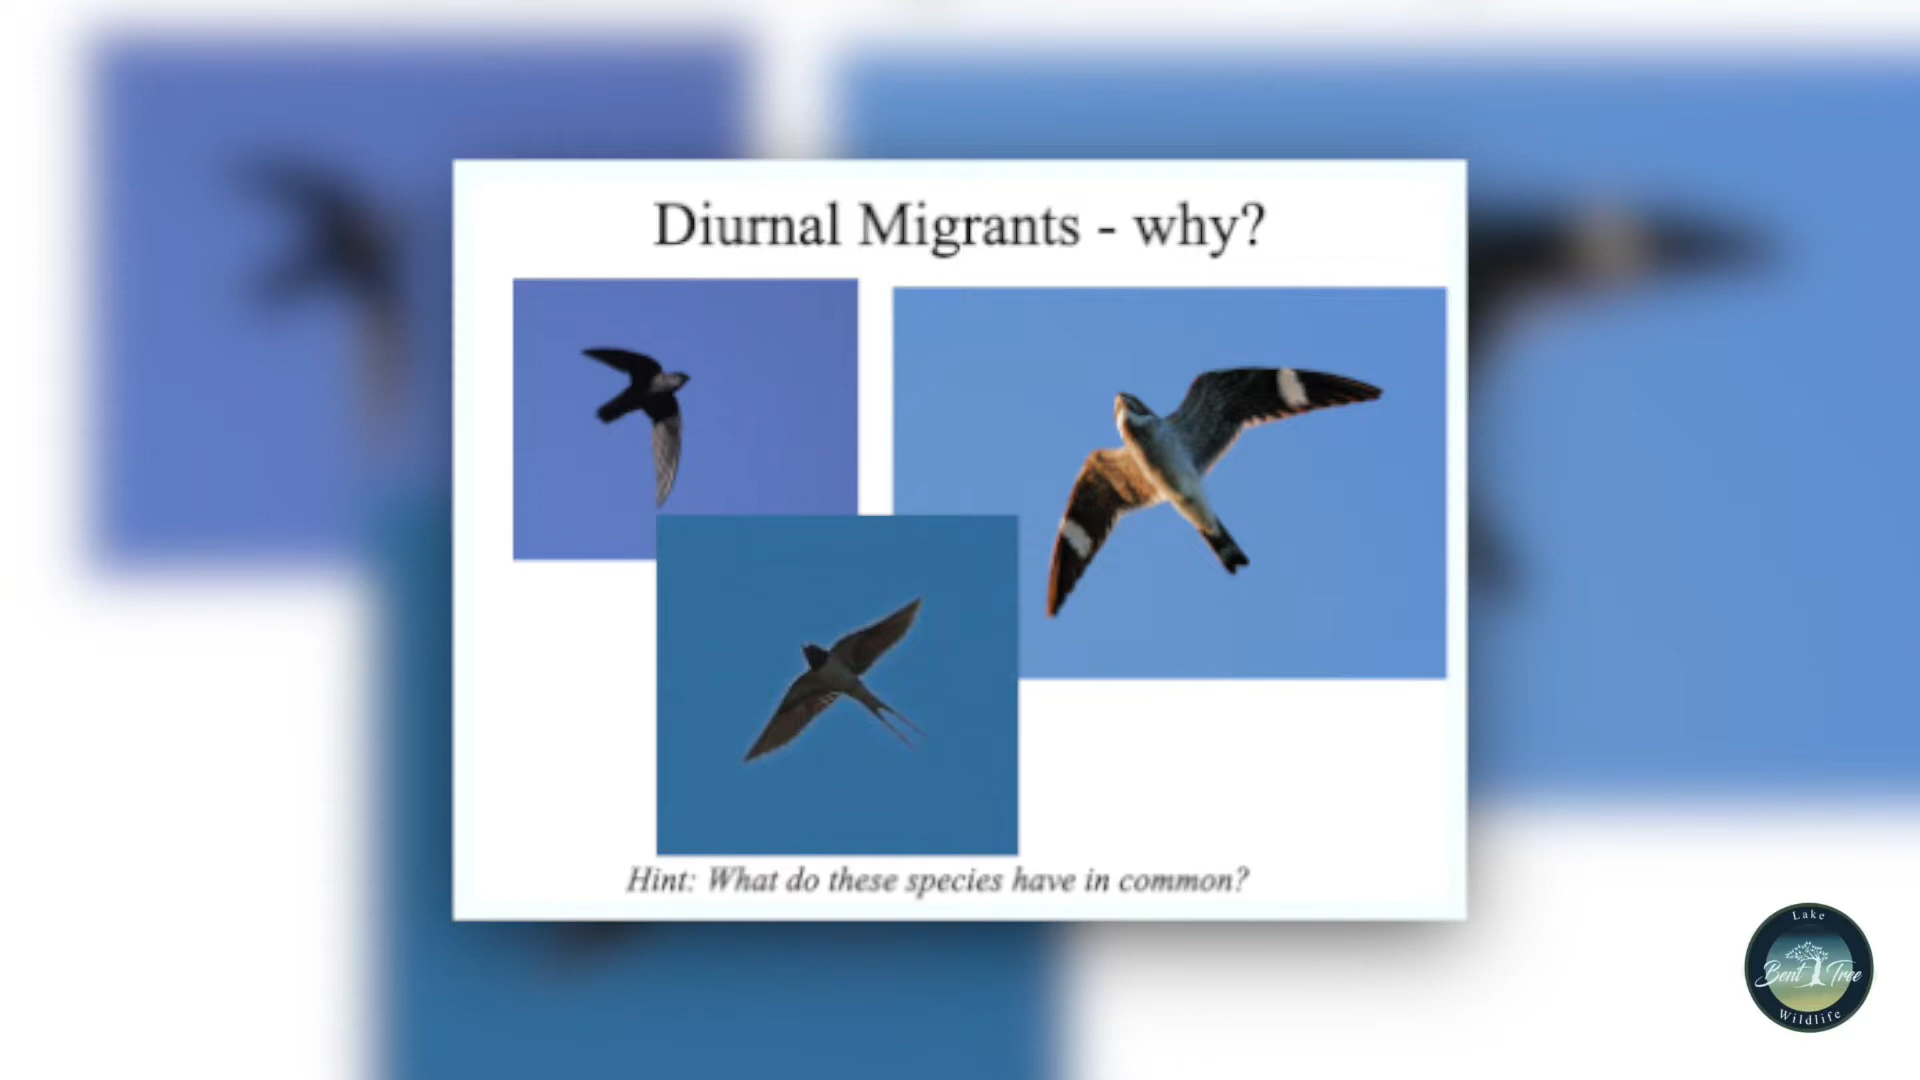 Diurnal Migrants - why?
Hint: What do these species have in common?
Lake
Bent Tree
Wildlife